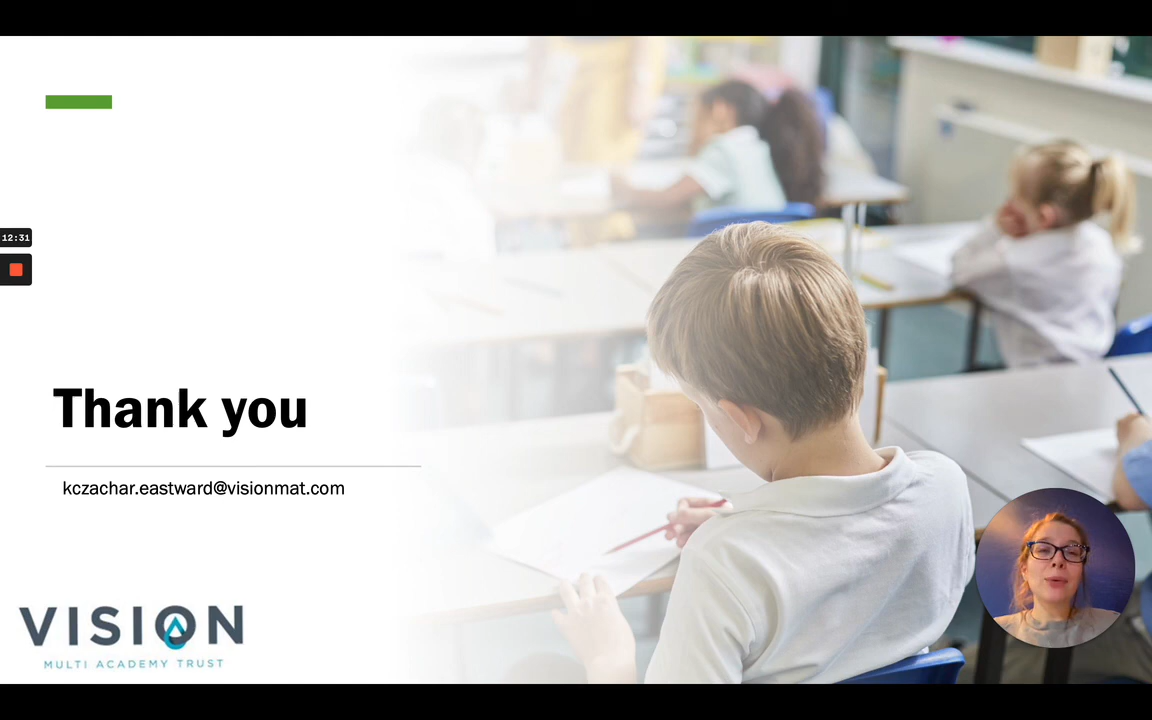 12:31
Thank you
kczachar.eastward@visionmat.com
VISION
MULTI ACADEMY TRUST